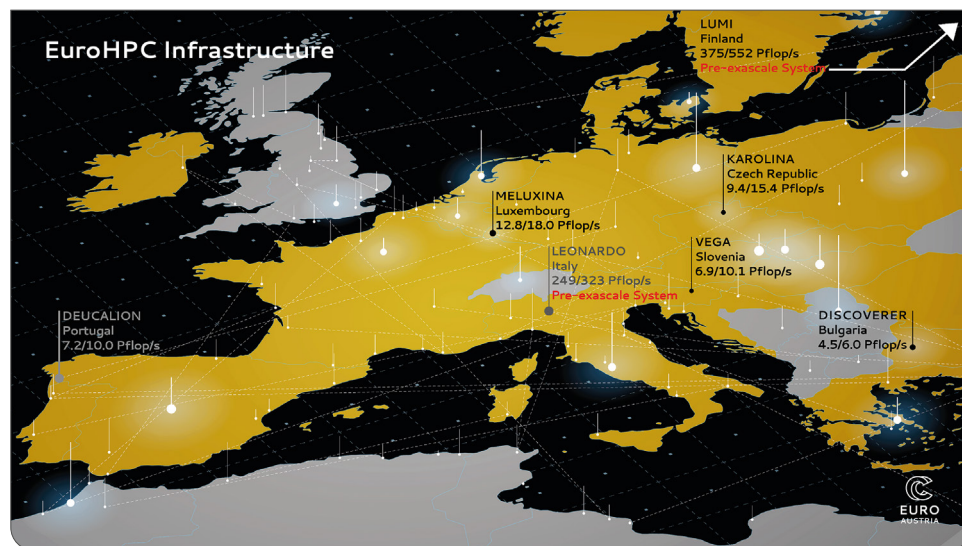 EuroHPC Infrastructure
LUMI
Finland
375/552 Pflop/s
Pre-exascale System
KAROLINA
Czech Republic
9.4/15.4 Pflop/s
MELUXINA
Luxembourg
12.8/18.0 Pflop/s
VEGA
Slovenia
6.9/10.1 Pflop/s
LEONARDO
Italy
249/323 Pflop/s
Pre-exascale System
DEUCALION
Portugal
7.2/10.0 Pflop/s
DISCOVERER
Bulgaria
4.5/6.0 Pflop/s
EURO
AUSTRIA